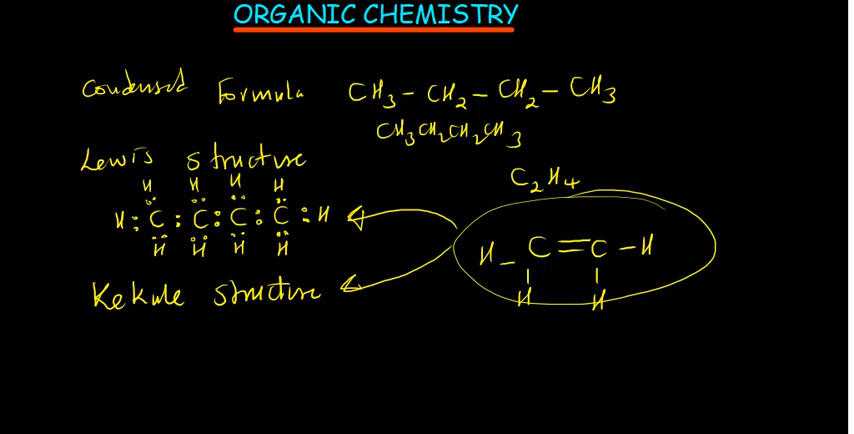 ORGANIC CHEMISTRY
Condensed Formula CH3 - CH2 - CH2 - CH3
CH3CH2CH2CH3
Lewis structure
C2H4
H H H H
H : C : C : C : C : H
H H H H
H - C = C - H
H H
Kekule structure